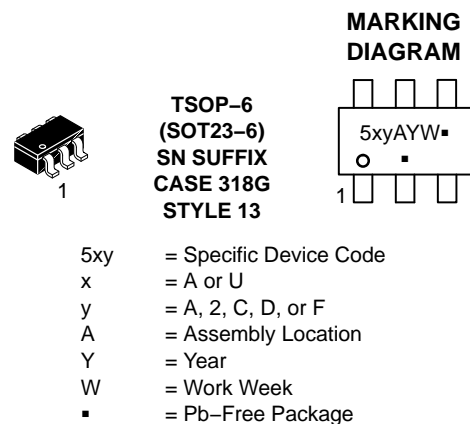 MARKING
DIAGRAM
TSOP−6
(SOT23−6)
SN SUFFIX
CASE 318G
STYLE 13
1
5xyAYW▪
▪
1
5xy = Specific Device Code
x = A or U
y = A, 2, C, D, or F
A = Assembly Location
Y = Year
W = Work Week
▪ = Pb−Free Package